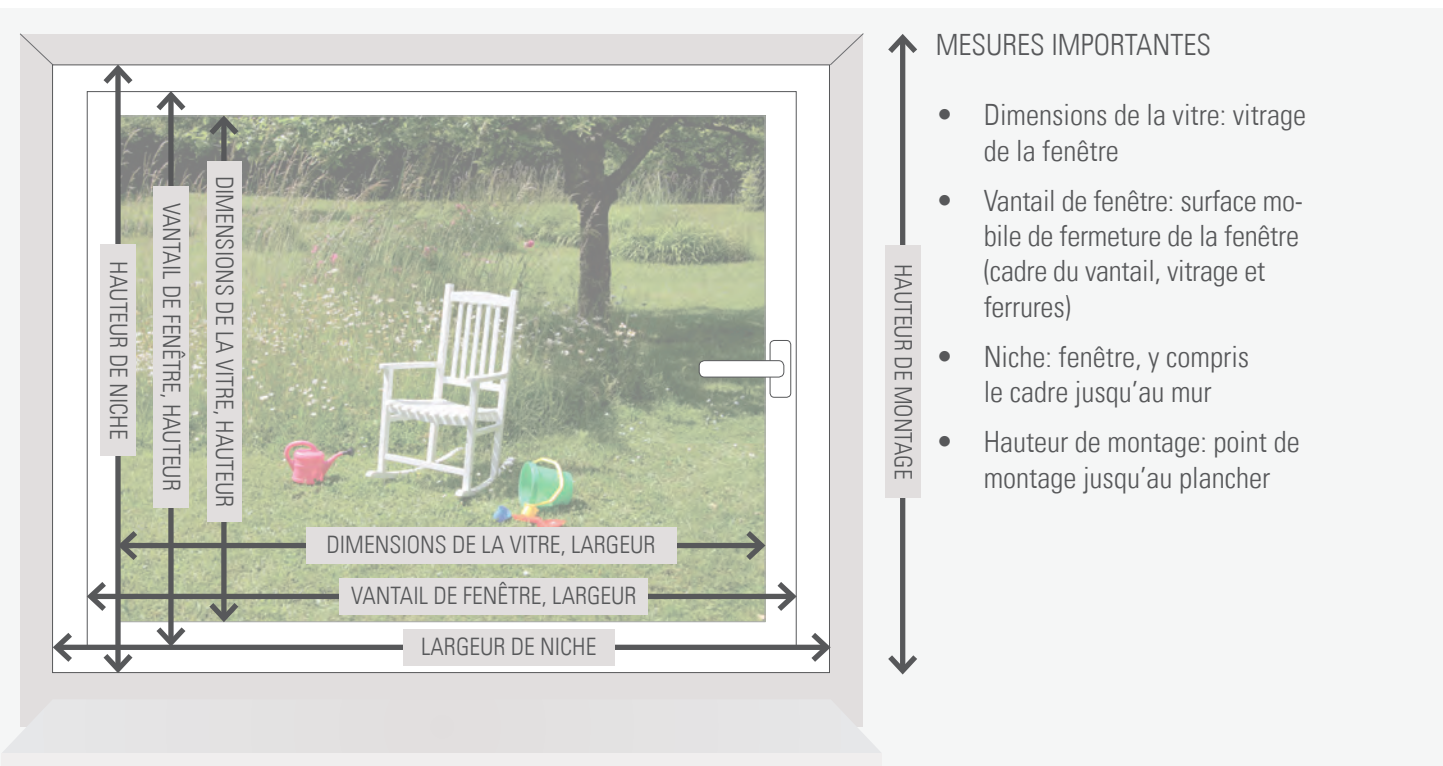 HAUTEUR DE NICHE
VANTAIL DE FENÊTRE, HAUTEUR
DIMENSIONS DE LA VITRE, HAUTEUR
DIMENSIONS DE LA VITRE, LARGEUR
VANTAIL DE FENÊTRE, LARGEUR
LARGEUR DE NICHE
HAUTEUR DE MONTAGE
MESURES IMPORTANTES
• Dimensions de la vitre: vitrage
de la fenêtre
• Vantail de fenêtre: surface mo-
bile de fermeture de la fenêtre
(cadre du vantail, vitrage et
ferrures)
• Niche: fenêtre, y compris
le cadre jusqu’au mur
• Hauteur de montage: point de
montage jusqu’au plancher